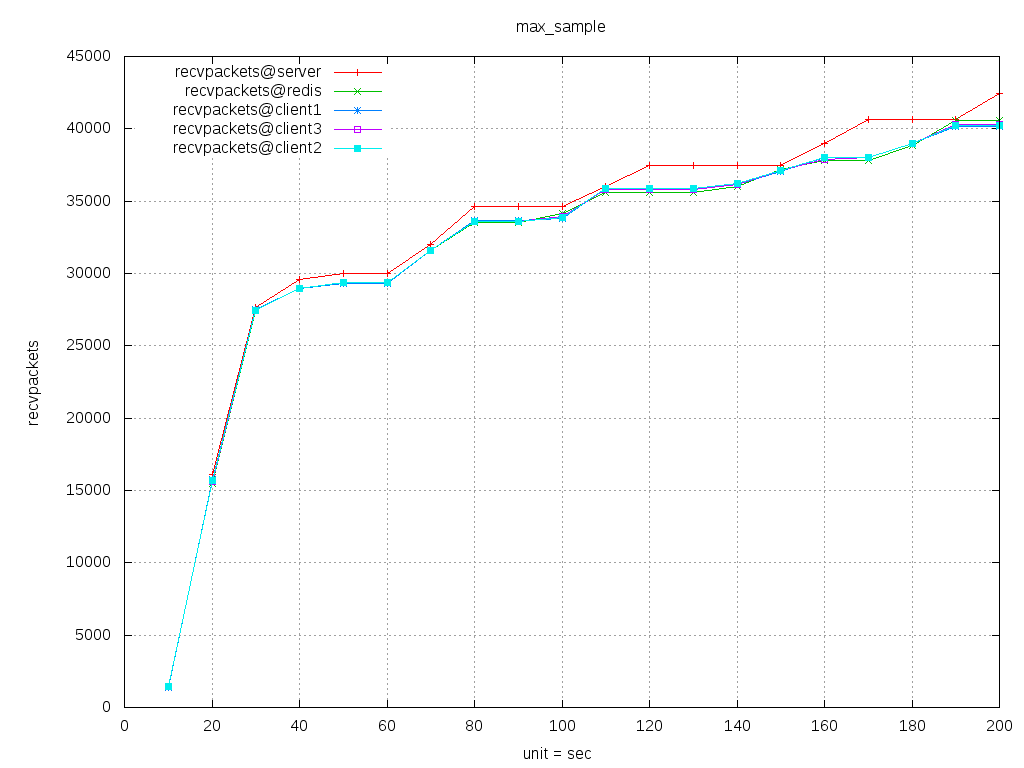 max_sample
recvpackets@server
recvpackets@redis
recvpackets@client1
recvpackets@client3
recvpackets@client2
45000
40000
35000
30000
25000
20000
15000
10000
5000
0
recvpackets
0 20 40 60 80 100 120 140 160 180 200
unit = sec